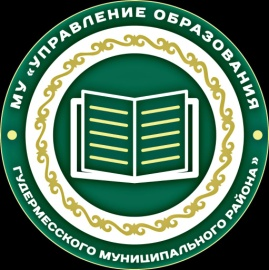 МУ «УПРАВЛЕНИЕ ОБРАЗОВАНИЯ
ГУДЕРМЕССКОГО МУНИЦИПАЛЬНОГО РАЙОНА»